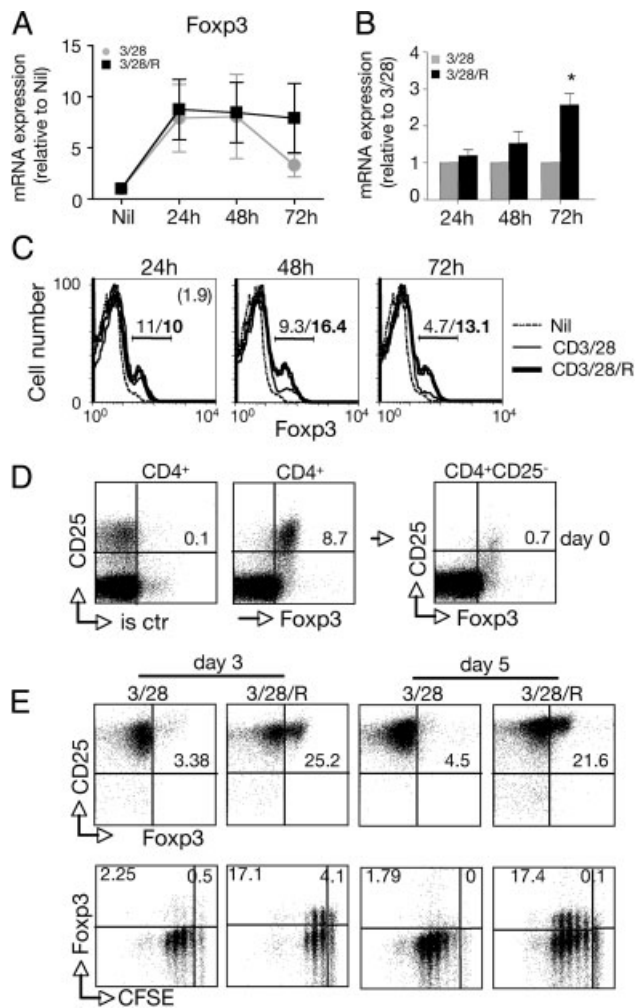 A
Foxp3
3/28
3/28/R
mRNA expression
(relative to Nil)
15
10
5
0
Nil
24h
48h
72h
B
3/28
3/28/R
mRNA expression
(relative to 3/28)
4
3
2
1
0
*
24h
48h
72h
C
24h
48h
72h
100
Cell number
0
(1.9)
11/10
9.3/16.4
4.7/13.1
10⁰ 10⁴
10⁰ 10⁴
10⁰ 10⁴
Foxp3
Nil
CD3/28
CD3/28/R
D
CD4⁺
CD4⁺
CD4⁺CD25⁻
CD25
0.1
8.7
CD25
0.7
day 0
is ctr
Foxp3
Foxp3
day 3
day 5
E
3/28
3/28/R
3/28
3/28/R
CD25
3.38
25.2
4.5
21.6
Foxp3
2.25 0.5
17.1 4.1
1.79 0
17.4 0.1
Foxp3
CFSE